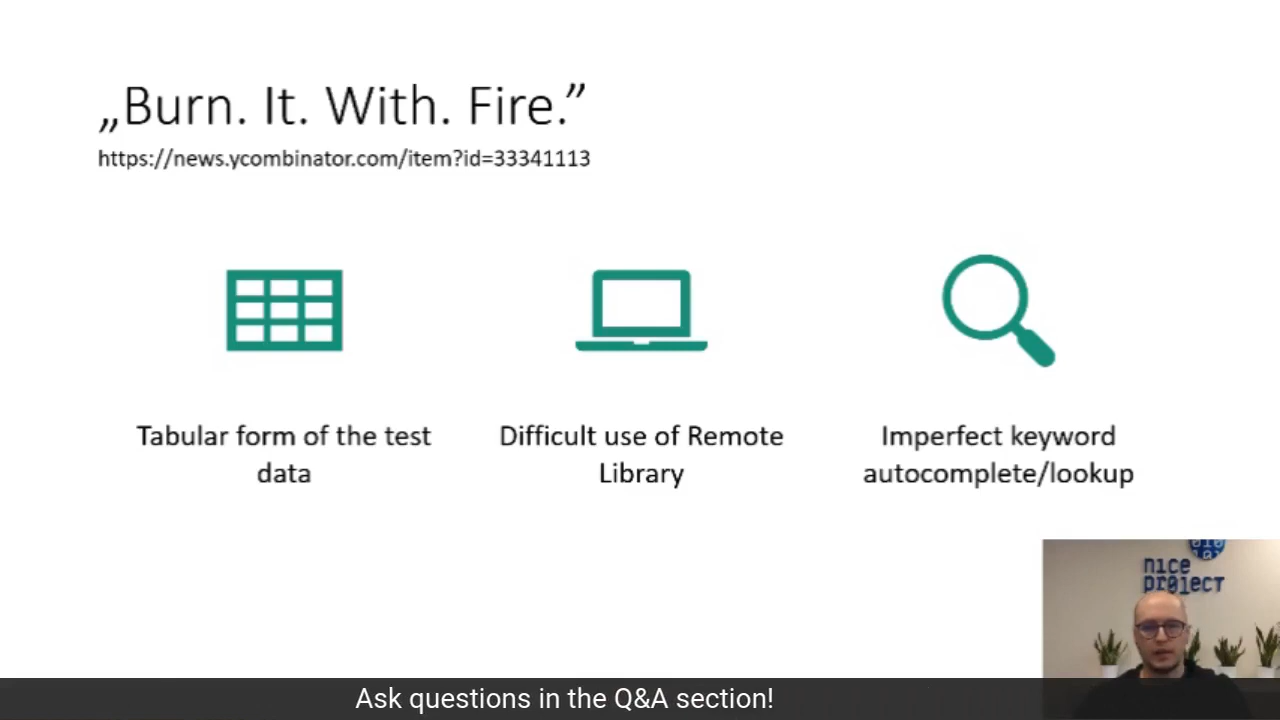 „Burn. It. With. Fire.”
https://news.ycombinator.com/item?id=33341113
Tabular form of the test
data
Difficult use of Remote
Library
Imperfect keyword
autocomplete/lookup
nice
pr0ject
Ask questions in the Q&A section!